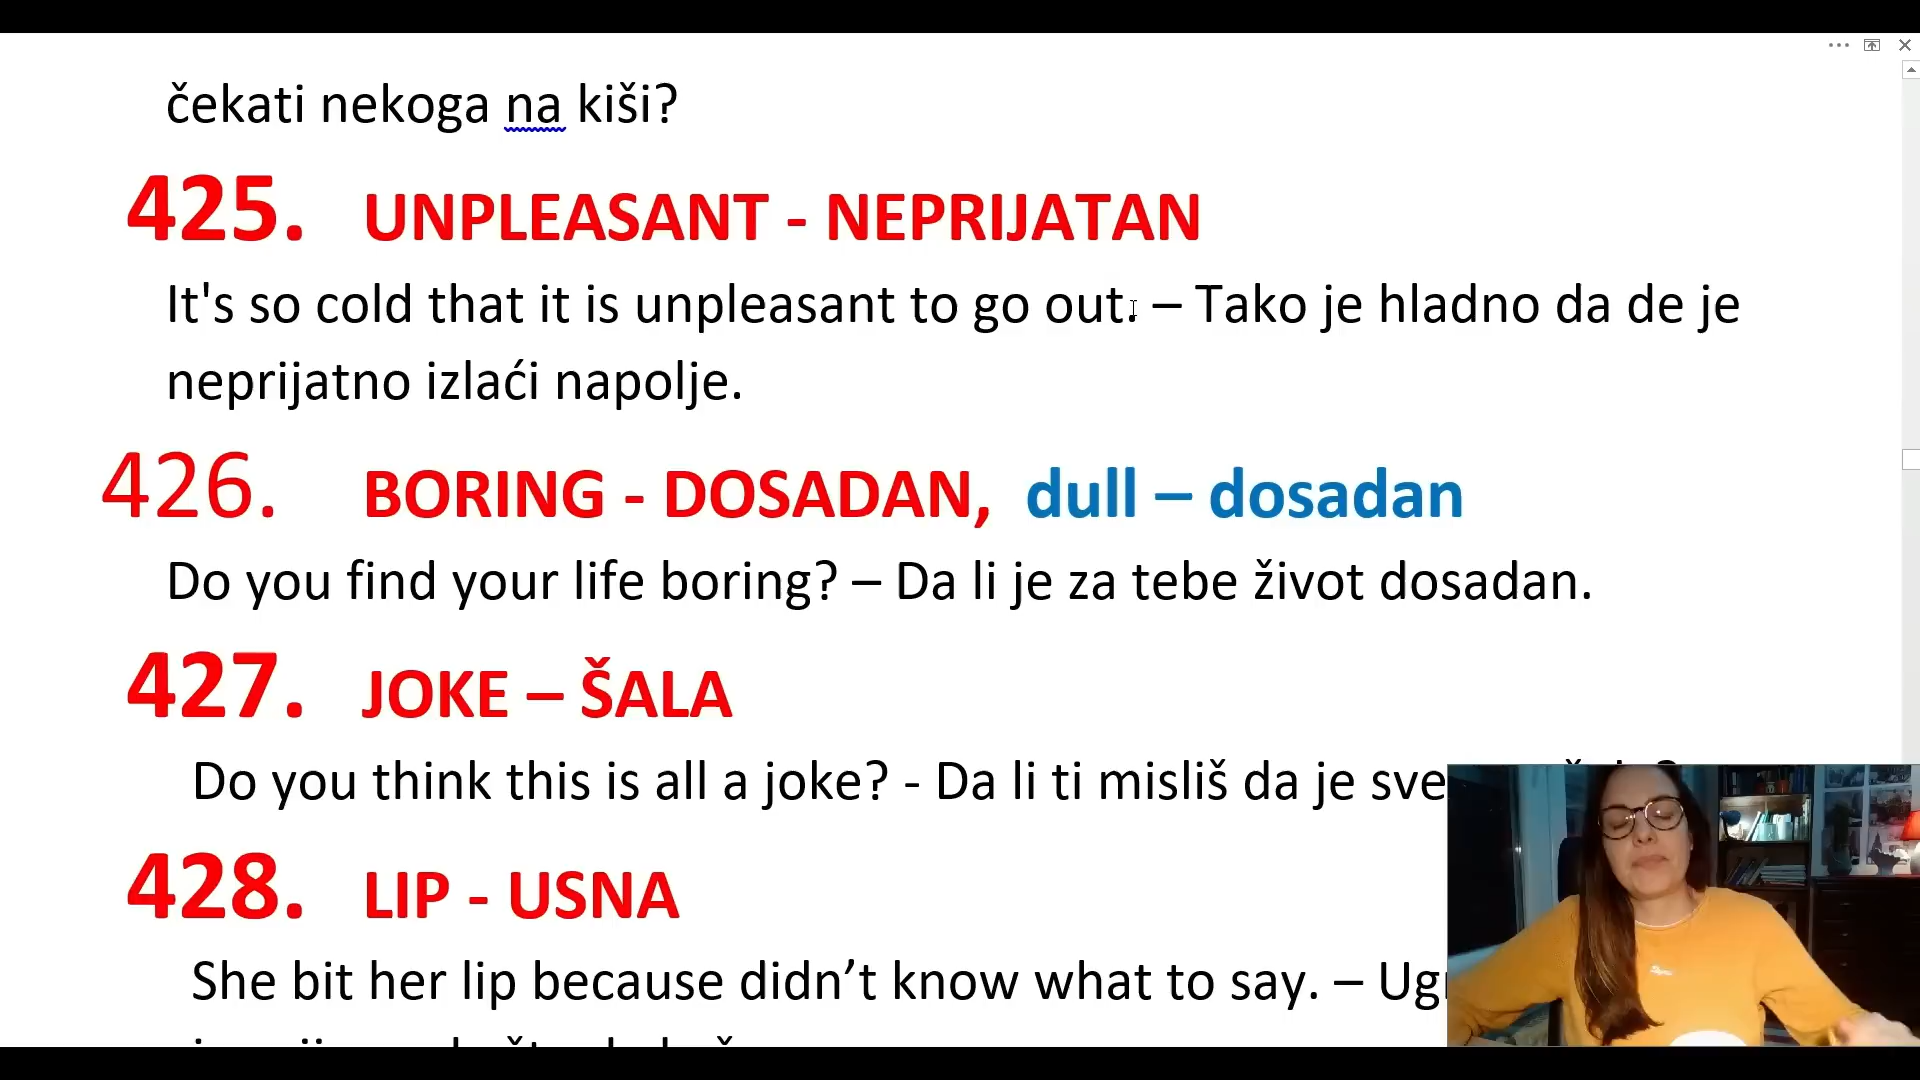 čekati nekoga na kiši?
425. UNPLEASANT - NEPRIJATAN
It's so cold that it is unpleasant to go out. – Tako je hladno da de je
neprijatno izlaći napolje.
426. BORING - DOSADAN, dull – dosadan
Do you find your life boring? – Da li je za tebe život dosadan.
427. JOKE – ŠALA
Do you think this is all a joke? - Da li ti misliš da je sve
428. LIP - USNA
She bit her lip because didn’t know what to say. –